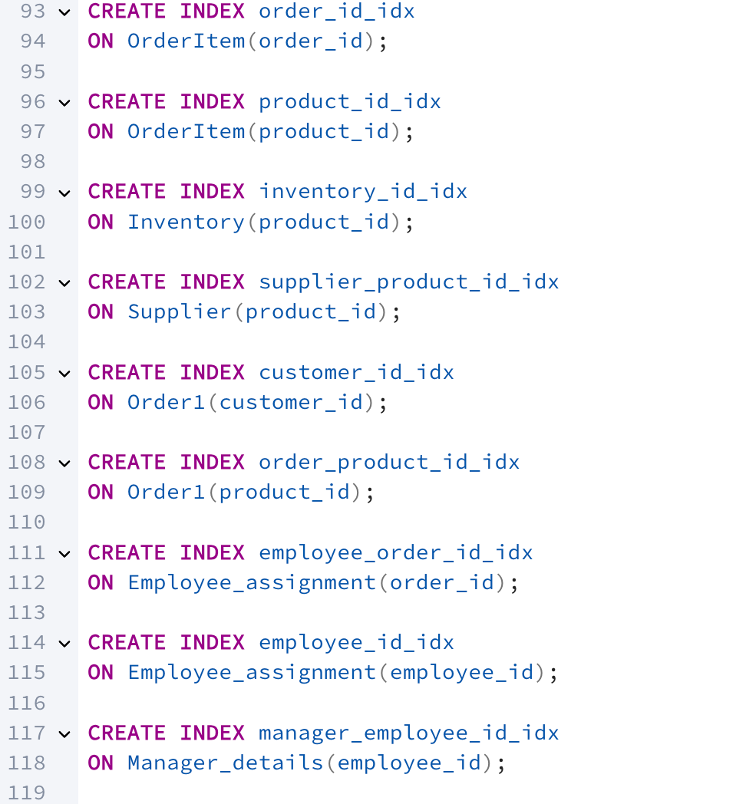 93 CREATE INDEX order_id_idx
94 ON OrderItem(order_id);
95
96 CREATE INDEX product_id_idx
97 ON OrderItem(product_id);
98
99 CREATE INDEX inventory_id_idx
100 ON Inventory(product_id);
101
102 CREATE INDEX supplier_product_id_idx
103 ON Supplier(product_id);
104
105 CREATE INDEX customer_id_idx
106 ON Order1(customer_id);
107
108 CREATE INDEX order_product_id_idx
109 ON Order1(product_id);
110
111 CREATE INDEX employee_order_id_idx
112 ON Employee_assignment(order_id);
113
114 CREATE INDEX employee_id_idx
115 ON Employee_assignment(employee_id);
116
117 CREATE INDEX manager_employee_id_idx
118 ON Manager_details(employee_id);
119